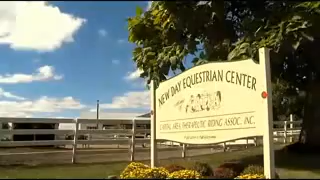 NEW DAY EQUESTRIAN CENTER
CAPITAL AREA THERAPEUTIC RIDING ASSOC. INC.